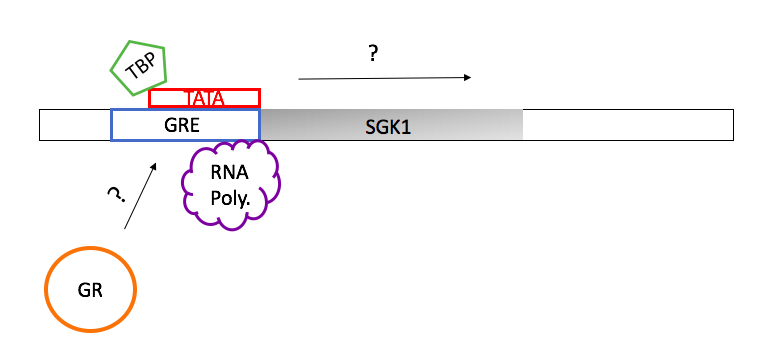 ?
TBP
TATA
GRE
SGK1
RNA
Poly.
?
GR